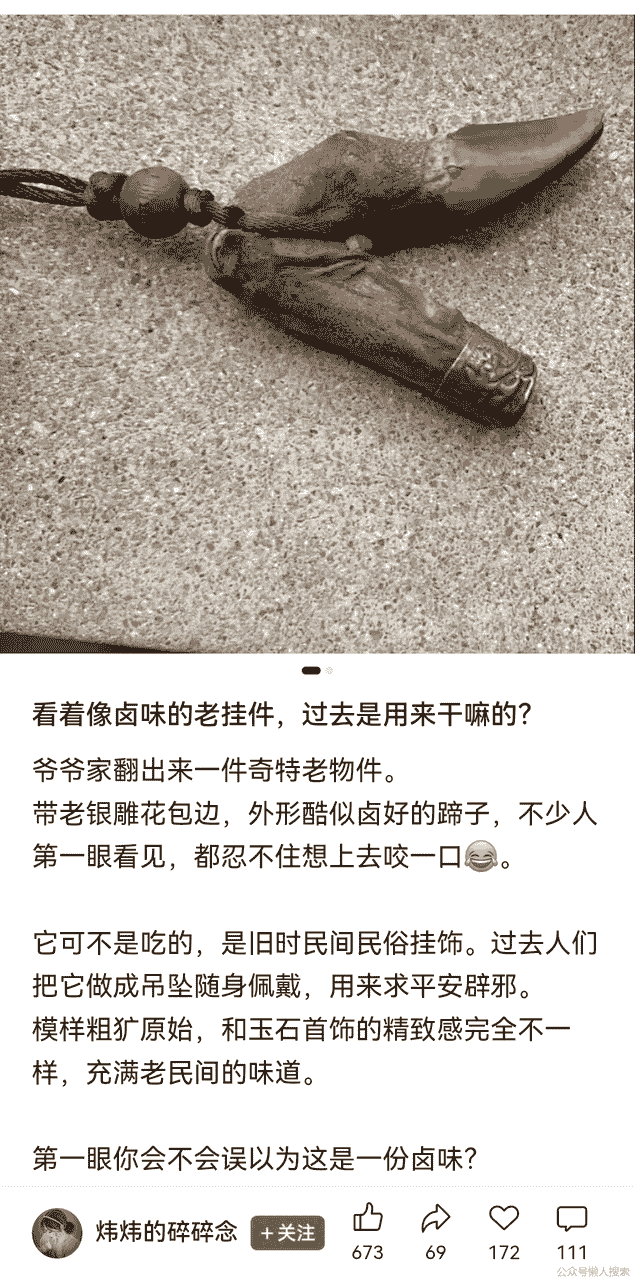 看着像卤味的老挂件，过去是用来干嘛的？
爷爷家翻出来一件奇特老物件。
带老银雕花包边，外形酷似卤好的蹄子，不少人
第一眼看见，都忍不住想上去咬一口😂。
它可不是吃的，是旧时民间民俗挂饰。过去人们
把它做成吊坠随身佩戴，用来求平安辟邪。
模样粗犷原始，和玉石首饰的精致感完全不一
样，充满老民间的味道。
第一眼你会不会误以为这是一份卤味？
炜炜的碎碎念 +关注 673 69 172 111
公众号懒人搜索